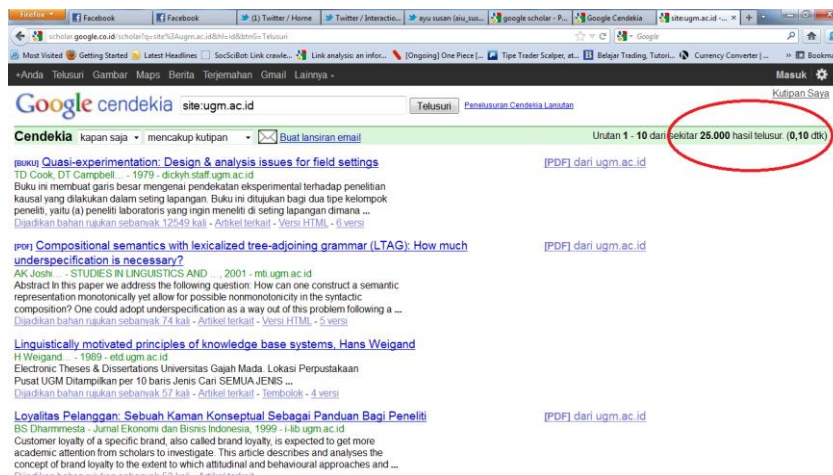 Firefox
Facebook
Facebook
(1) Twitter / Home
Twitter / Interactio...
ayu susan (aiu_sus...
google scholar - P...
Google Cendekia
site:ugm.ac.id -...
scholar.google.co.id/scholar?q=site%3Augm.ac.id&hl=id&btnG=Telusuri
Google
Most Visited Getting Started Latest Headlines SocSciBot: Link crawle... Link analysis: an infor... [Ongoing] One Piece [... Tipe Trader Scalper, at... Belajar Trading, Tutori... Currency Converter | ... » Bookma
+Anda Telusuri Gambar Maps Berita Terjemahan Gmail Lainnya
Masuk
Kutipan Saya
Google cendekia site:ugm.ac.id Telusuri Penelusuran Cendekia Lanjutan
Cendekia kapan saja mencakup kutipan Buat lansiran email Urutan 1 - 10 dari sekitar 25.000 hasil telusur. (0,10 dtk)
[BUKU] Quasi-experimentation: Design & analysis issues for field settings [PDF] dari ugm.ac.id
TD Cook, DT Campbell... - 1979 - dickyh.staff.ugm.ac.id
Buku ini membuat garis besar mengenai pendekatan eksperimental terhadap penelitian
kausal yang dilakukan dalam seting lapangan. Buku ini ditujukan bagi dua tipe kelompok
peneliti, yaitu (a) peneliti laboratoris yang ingin meneliti di seting lapangan dimana ...
Dijadikan bahan rujukan sebanyak 12549 kali - Artikel terkait - Versi HTML - 6 versi
[PDF] Compositional semantics with lexicalized tree-adjoining grammar (LTAG): How much [PDF] dari ugm.ac.id
underspecification is necessary?
AK Joshi... - STUDIES IN LINGUISTICS AND ..., 2001 - mti.ugm.ac.id
Abstract In this paper we address the following question: How can one construct a semantic
representation monotonically yet allow for possible nonmonotonicity in the syntactic
composition? One could adopt underspecification as a way out of this problem following a ...
Dijadikan bahan rujukan sebanyak 74 kali - Artikel terkait - Versi HTML - 5 versi
Linguistically motivated principles of knowledge base systems, Hans Weigand
H Weigand... - 1989 - etd.ugm.ac.id
Electronic Theses & Dissertations Universitas Gajah Mada. Lokasi Perpustakaan
Pusat UGM Ditampilkan per 10 baris Jenis Cari SEMUA JENIS ...
Dijadikan bahan rujukan sebanyak 57 kali - Artikel terkait - Tembolok - 4 versi
Loyalitas Pelanggan: Sebuah Kaman Konseptual Sebagai Panduan Bagi Peneliti [PDF] dari ugm.ac.id
BS Dharmmesta - Jurnal Ekonomi dan Bisnis Indonesia, 1999 - i-lib.ugm.ac.id
Customer loyalty of a specific brand, also called brand loyalty, is expected to get more
academic attention from scholars to investigate. This article describes and analyses the
concept of brand loyalty to the extent to which attitudinal and behavioural approaches and ...